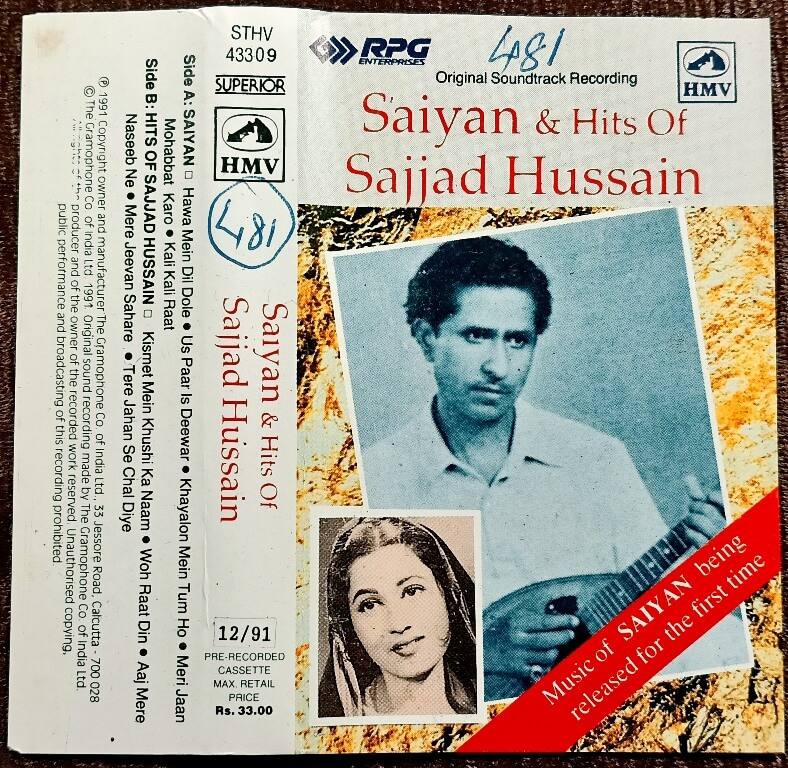 STHV
43309
SUPERIOR
HMV
481
Saiyan & Hits Of
Sajjad Hussain
12/91
PRE-RECORDED
CASSETTE
MAX. RETAIL
PRICE
Rs. 33.00
Side A: SAIYAN □ Hawa Mein Dil Dole ● Us Paar Is Deewar ● Khayalon Mein Tum Ho ● Meri Jaan
Mohabbat Karo ● Kali Kali Raat
Side B: HITS OF SAJJAD HUSSAIN □ Kismet Mein Khushi Ka Naam ● Woh Raat Din ● Aaj Mere
Naseeb Ne ● Mere Jeevan Sahare ● Tere Jahan Se Chal Diye
℗ 1991 Copyright owner and manufacturer The Gramophone Co. of India Ltd., 33 Jessore Road, Calcutta - 700 028
© The Gramophone Co. of India Ltd. 1991. Original sound recording made by The Gramophone Co. of India Ltd.
All rights of the producer and of the owner of the recorded work reserved. Unauthorised copying,
public performance and broadcasting of this recording prohibited
RPG
ENTERPRISES
481
Original Soundtrack Recording
HMV
Saiyan & Hits Of
Sajjad Hussain
Music of SAIYAN being
released for the first time